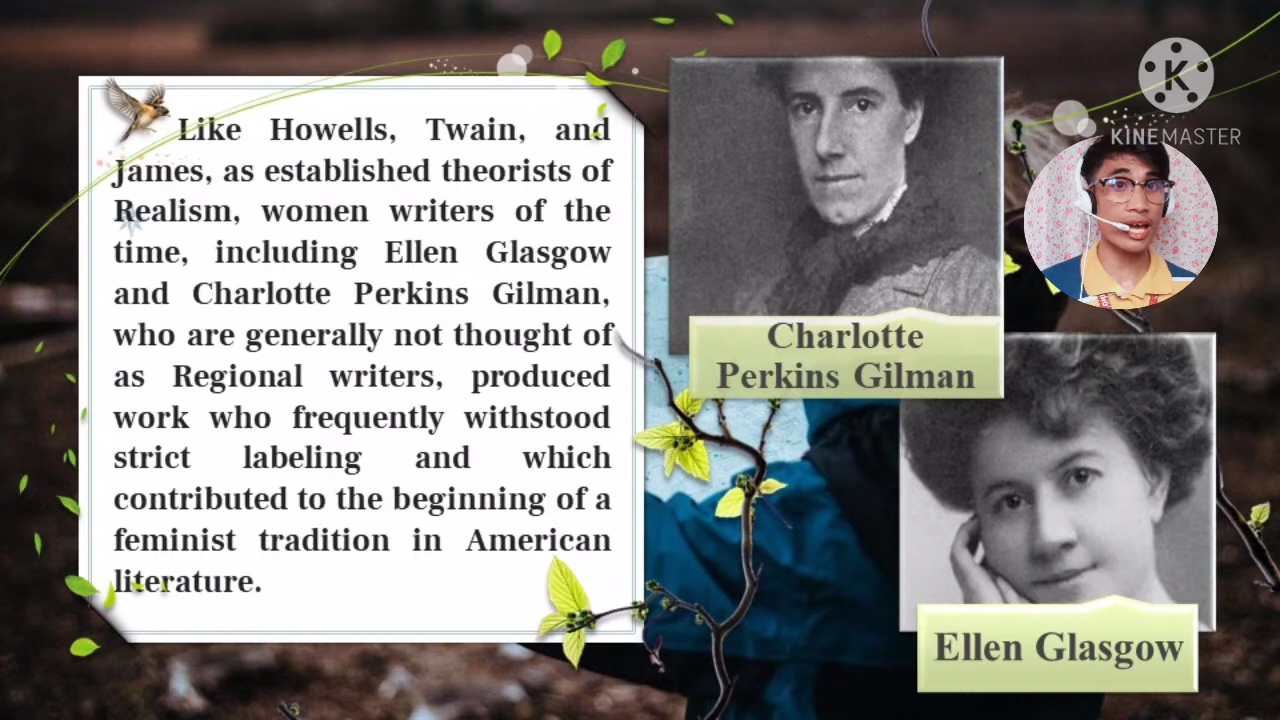 Like Howells, Twain, and
James, as established theorists of
Realism, women writers of the
time, including Ellen Glasgow
and Charlotte Perkins Gilman,
who are generally not thought of
as Regional writers, produced
work who frequently withstood
strict labeling and which
contributed to the beginning of a
feminist tradition in American
literature.
Charlotte
Perkins Gilman
Ellen Glasgow
K
KINEMASTER